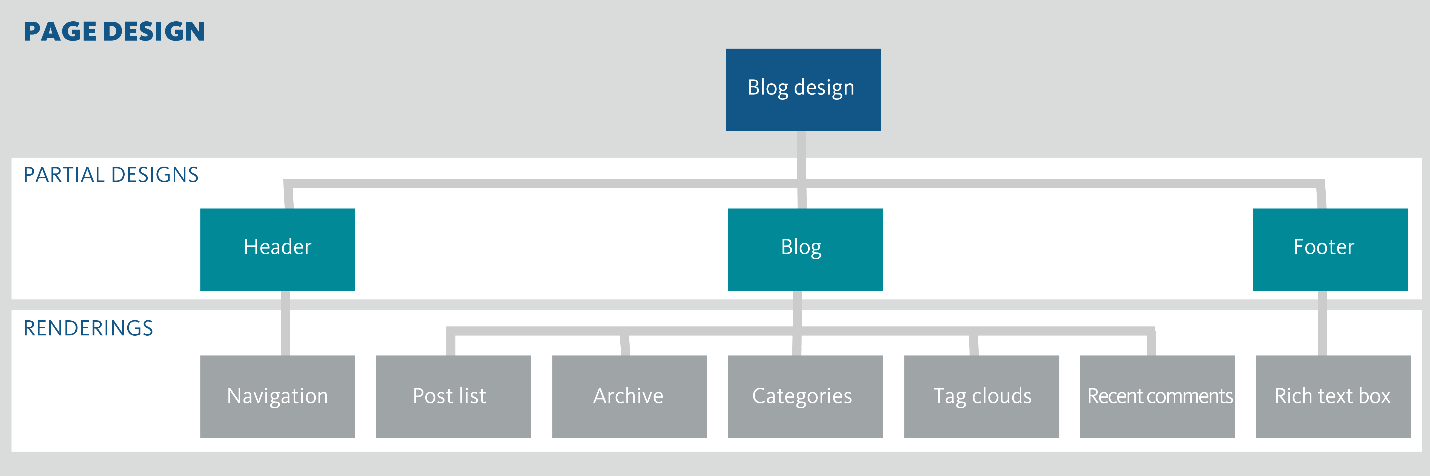 PAGE DESIGN
Blog design
PARTIAL DESIGNS
Header
Blog
Footer
RENDERINGS
Navigation
Post list
Archive
Categories
Tag clouds
Recent comments
Rich text box